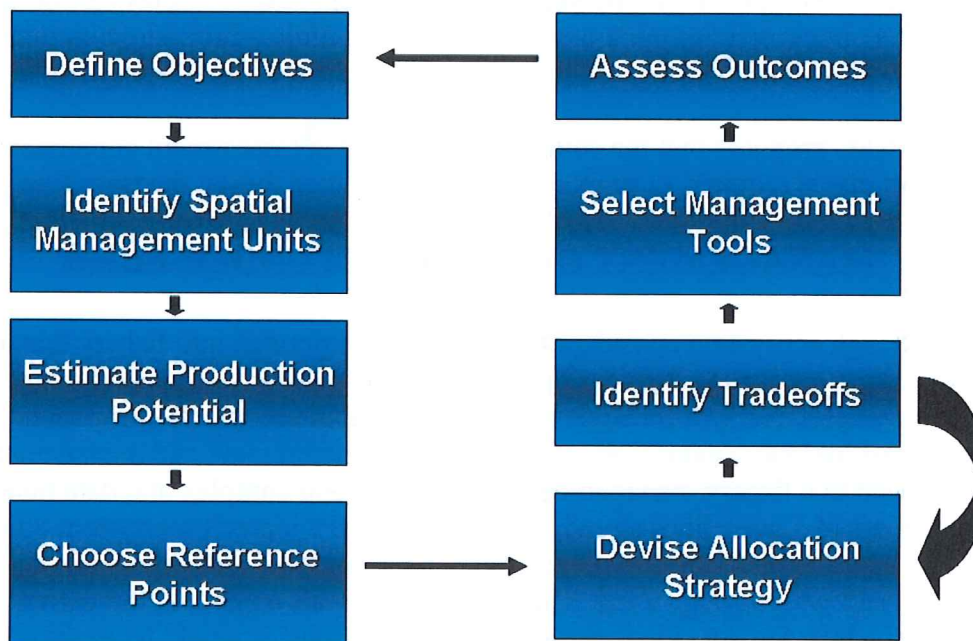 Define Objectives
Identify Spatial
Management Units
Estimate Production
Potential
Choose Reference
Points
Devise Allocation
Strategy
Identify Tradeoffs
Select Management
Tools
Assess Outcomes